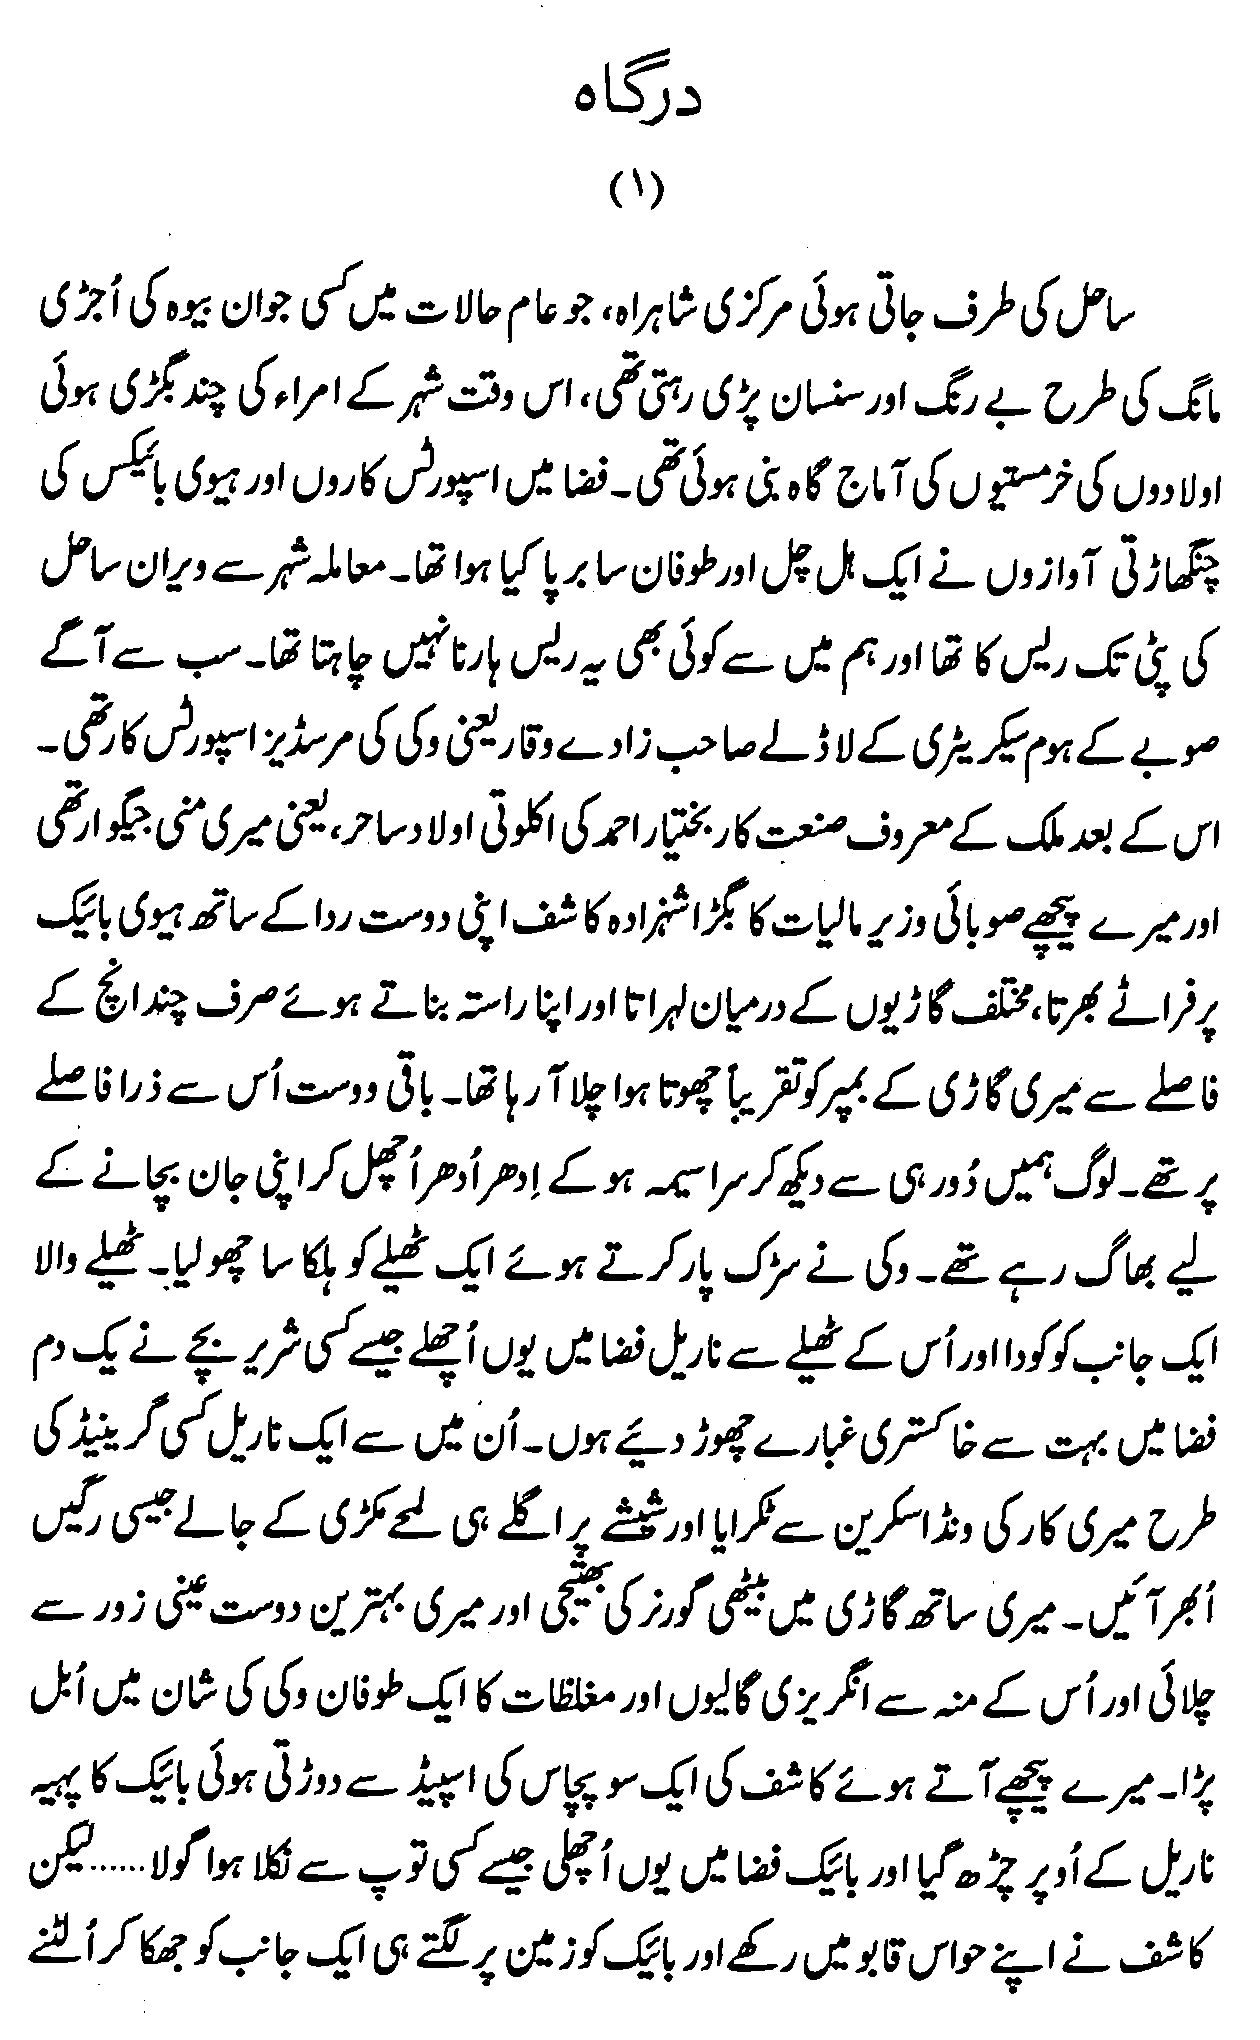 درگاہ
(۱)
ساحل کی طرف جاتی ہوئی مرکزی شاہراہ، جو عام حالات میں کسی جوان بیوہ کی اُجڑی
مانگ کی طرح بے رنگ اور سنسان پڑی رہتی تھی، اس وقت شہر کے امراء کی چند بگڑی ہوئی
اولادوں کی خرمستیوں کی آماج گاہ بنی ہوئی تھی۔ فضا میں اسپورٹس کاروں اور ہیوی بائیکس کی
چنگھاڑتی آوازوں نے ایک ہل چل اور طوفان سا برپا کیا ہوا تھا۔ معاملہ شہر سے ویران ساحل
کی پٹی تک ریس کا تھا اور ہم میں سے کوئی بھی یہ ریس ہارنا نہیں چاہتا تھا۔ سب سے آگے
صوبے کے ہوم سیکریٹری کے لاڈلے صاحب زادے وقار یعنی وکی کی مرسڈیز اسپورٹس کار تھی۔
اس کے بعد ملک کے معروف صنعت کار بختیار احمد کی اکلوتی اولاد ساحر، یعنی میری منی جیگوار تھی
اور میرے پیچھے صوبائی وزیر مالیات کا بگڑا شہزادہ کاشف اپنی دوست ردا کے ساتھ ہیوی بائیک
پر فراٹے بھرتا، مختلف گاڑیوں کے درمیان لہراتا اور اپنا راستہ بناتے ہوئے صرف چند انچ کے
فاصلے سے میری گاڑی کے بمپر کو تقریباً چھوتا ہوا چلا آ رہا تھا۔ باقی دوست اُس سے ذرا فاصلے
پر تھے۔ لوگ ہمیں دُور ہی سے دیکھ کر سراسیمہ ہو کے اِدھر اُدھر اُچھل کر اپنی جان بچانے کے
لیے بھاگ رہے تھے۔ وکی نے سڑک پار کرتے ہوئے ایک ٹھیلے کو ہلکا سا چھو لیا۔ ٹھیلے والا
ایک جانب کو کودا اور اُس کے ٹھیلے سے ناریل فضا میں یوں اُچھلے جیسے کسی شریر بچے نے یک دم
فضا میں بہت سے خاکستری غبارے چھوڑ دیئے ہوں۔ اُن میں سے ایک ناریل کسی گرینیڈ کی
طرح میری کار کی ونڈ اسکرین سے ٹکرایا اور شیشے پر اگلے ہی لمحے مکڑی کے جالے جیسی رگیں
اُبھر آئیں۔ میری ساتھ گاڑی میں بیٹھی گورنر کی بھتیجی اور میری بہترین دوست عینی زور سے
چلائی اور اُس کے منہ سے انگریزی گالیوں اور مغلظات کا ایک طوفان وکی کی شان میں اُبل
پڑا۔ میرے پیچھے آتے ہوئے کاشف کی ایک سو پچاس کی اسپیڈ سے دوڑتی ہوئی بائیک کا پہیہ
ناریل کے اُوپر چڑھ گیا اور بائیک فضا میں یوں اُچھلی جیسے کسی توپ سے نکلا ہوا گولا...... لیکن
کاشف نے اپنے حواس قابو میں رکھے اور بائیک کو زمین پر لگتے ہی ایک جانب کو جھکا کر اُلٹنے